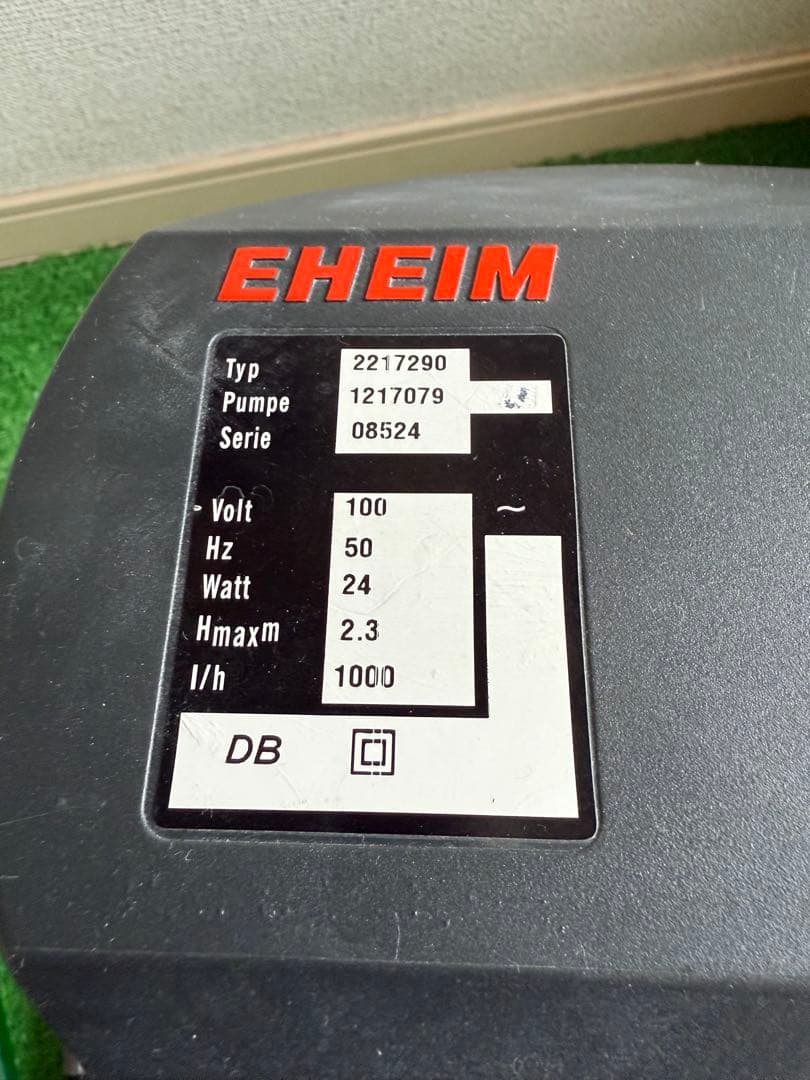 EHEIM
Typ 2217290
Pumpe 1217079
Serie 08524
Volt 100 ~
Hz 50
Watt 24
Hmaxm 2.3
l/h 1000
DB